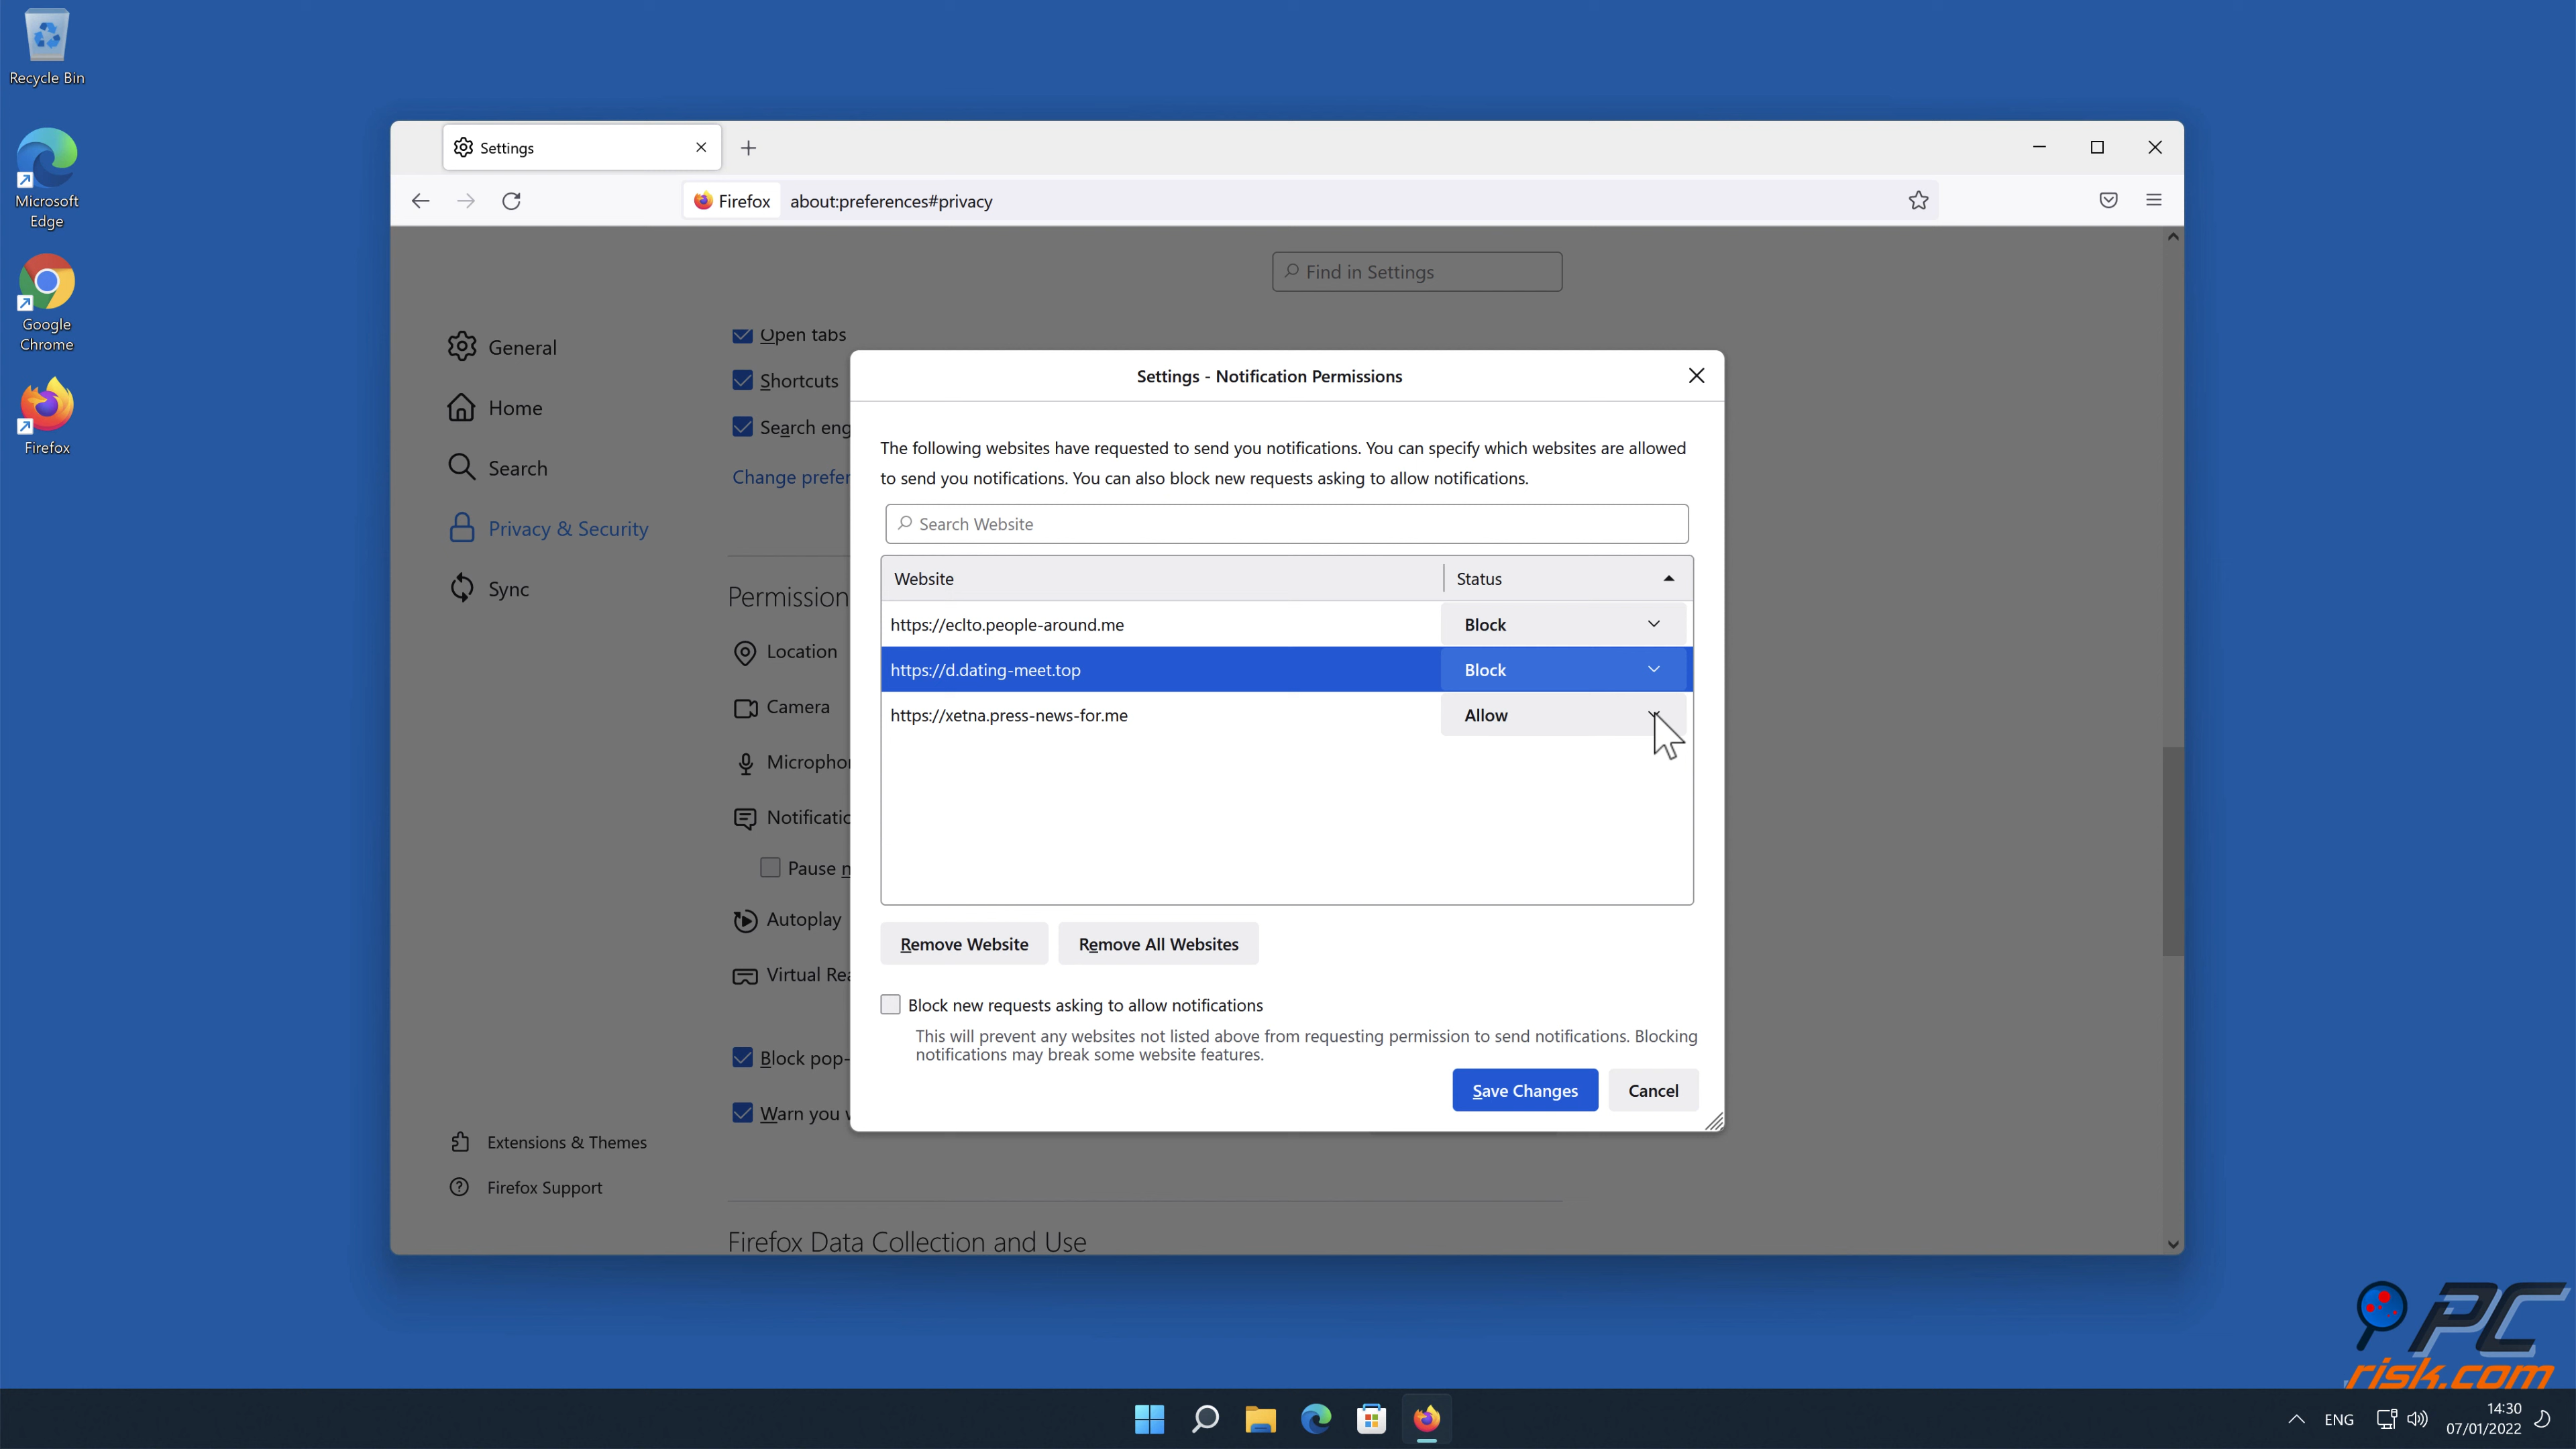 Recycle Bin
Microsoft
Edge
Google
Chrome
Firefox
Settings
Firefox
about:preferences#privacy
Find in Settings
General
Home
Search
Privacy & Security
Sync
Extensions & Themes
Firefox Support
Open tabs
Shortcuts
Search eng
Change prefer
Permission
Location
Camera
Microphon
Notificatio
Pause n
Autoplay
Virtual Rea
Block pop-
Warn you w
Firefox Data Collection and Use
Settings - Notification Permissions
The following websites have requested to send you notifications. You can specify which websites are allowed
to send you notifications. You can also block new requests asking to allow notifications.
Search Website
Website Status
https://eclto.people-around.me Block
https://d.dating-meet.top Block
https://xetna.press-news-for.me Allow
Remove Website Remove All Websites
Block new requests asking to allow notifications
This will prevent any websites not listed above from requesting permission to send notifications. Blocking
notifications may break some website features.
Save Changes Cancel
PC
risk.com
ENG
14:30
07/01/2022